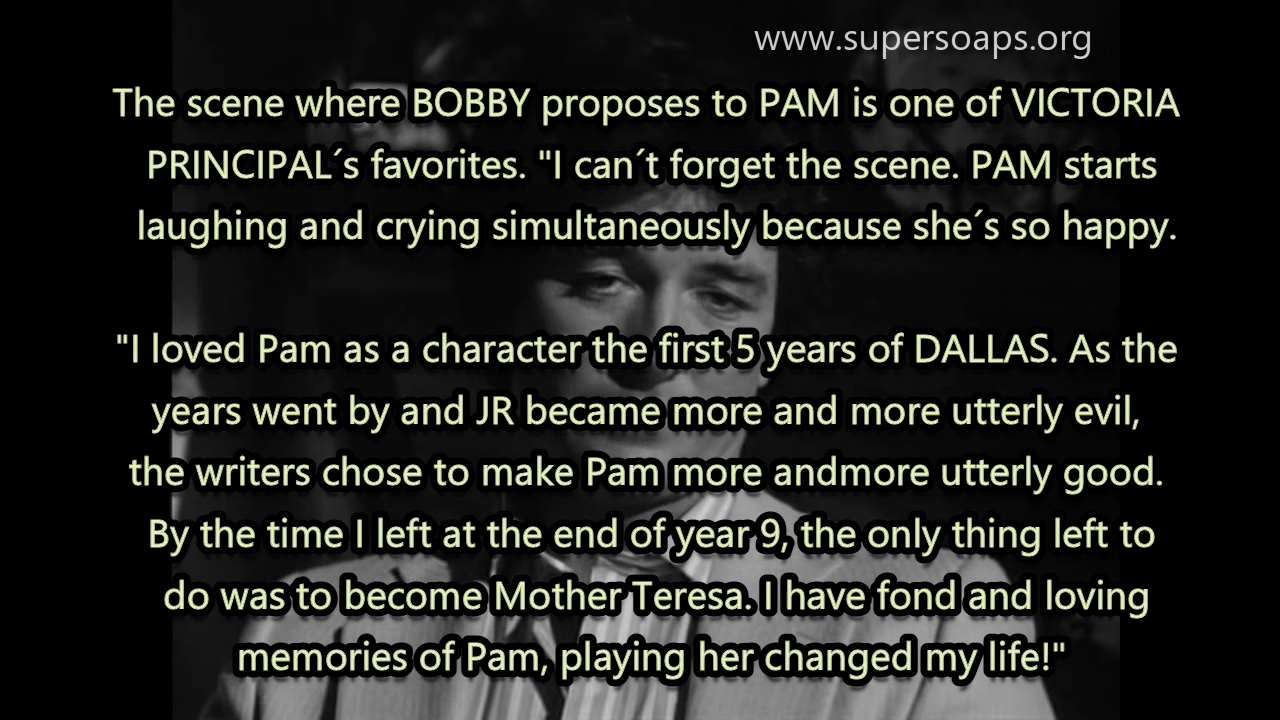 www.supersoaps.org
The scene where BOBBY proposes to PAM is one of VICTORIA
PRINCIPAL´s favorites. "I can´t forget the scene. PAM starts
laughing and crying simultaneously because she´s so happy.
"I loved Pam as a character the first 5 years of DALLAS. As the
years went by and JR became more and more utterly evil,
the writers chose to make Pam more andmore utterly good.
By the time I left at the end of year 9, the only thing left to
do was to become Mother Teresa. I have fond and loving
memories of Pam, playing her changed my life!"